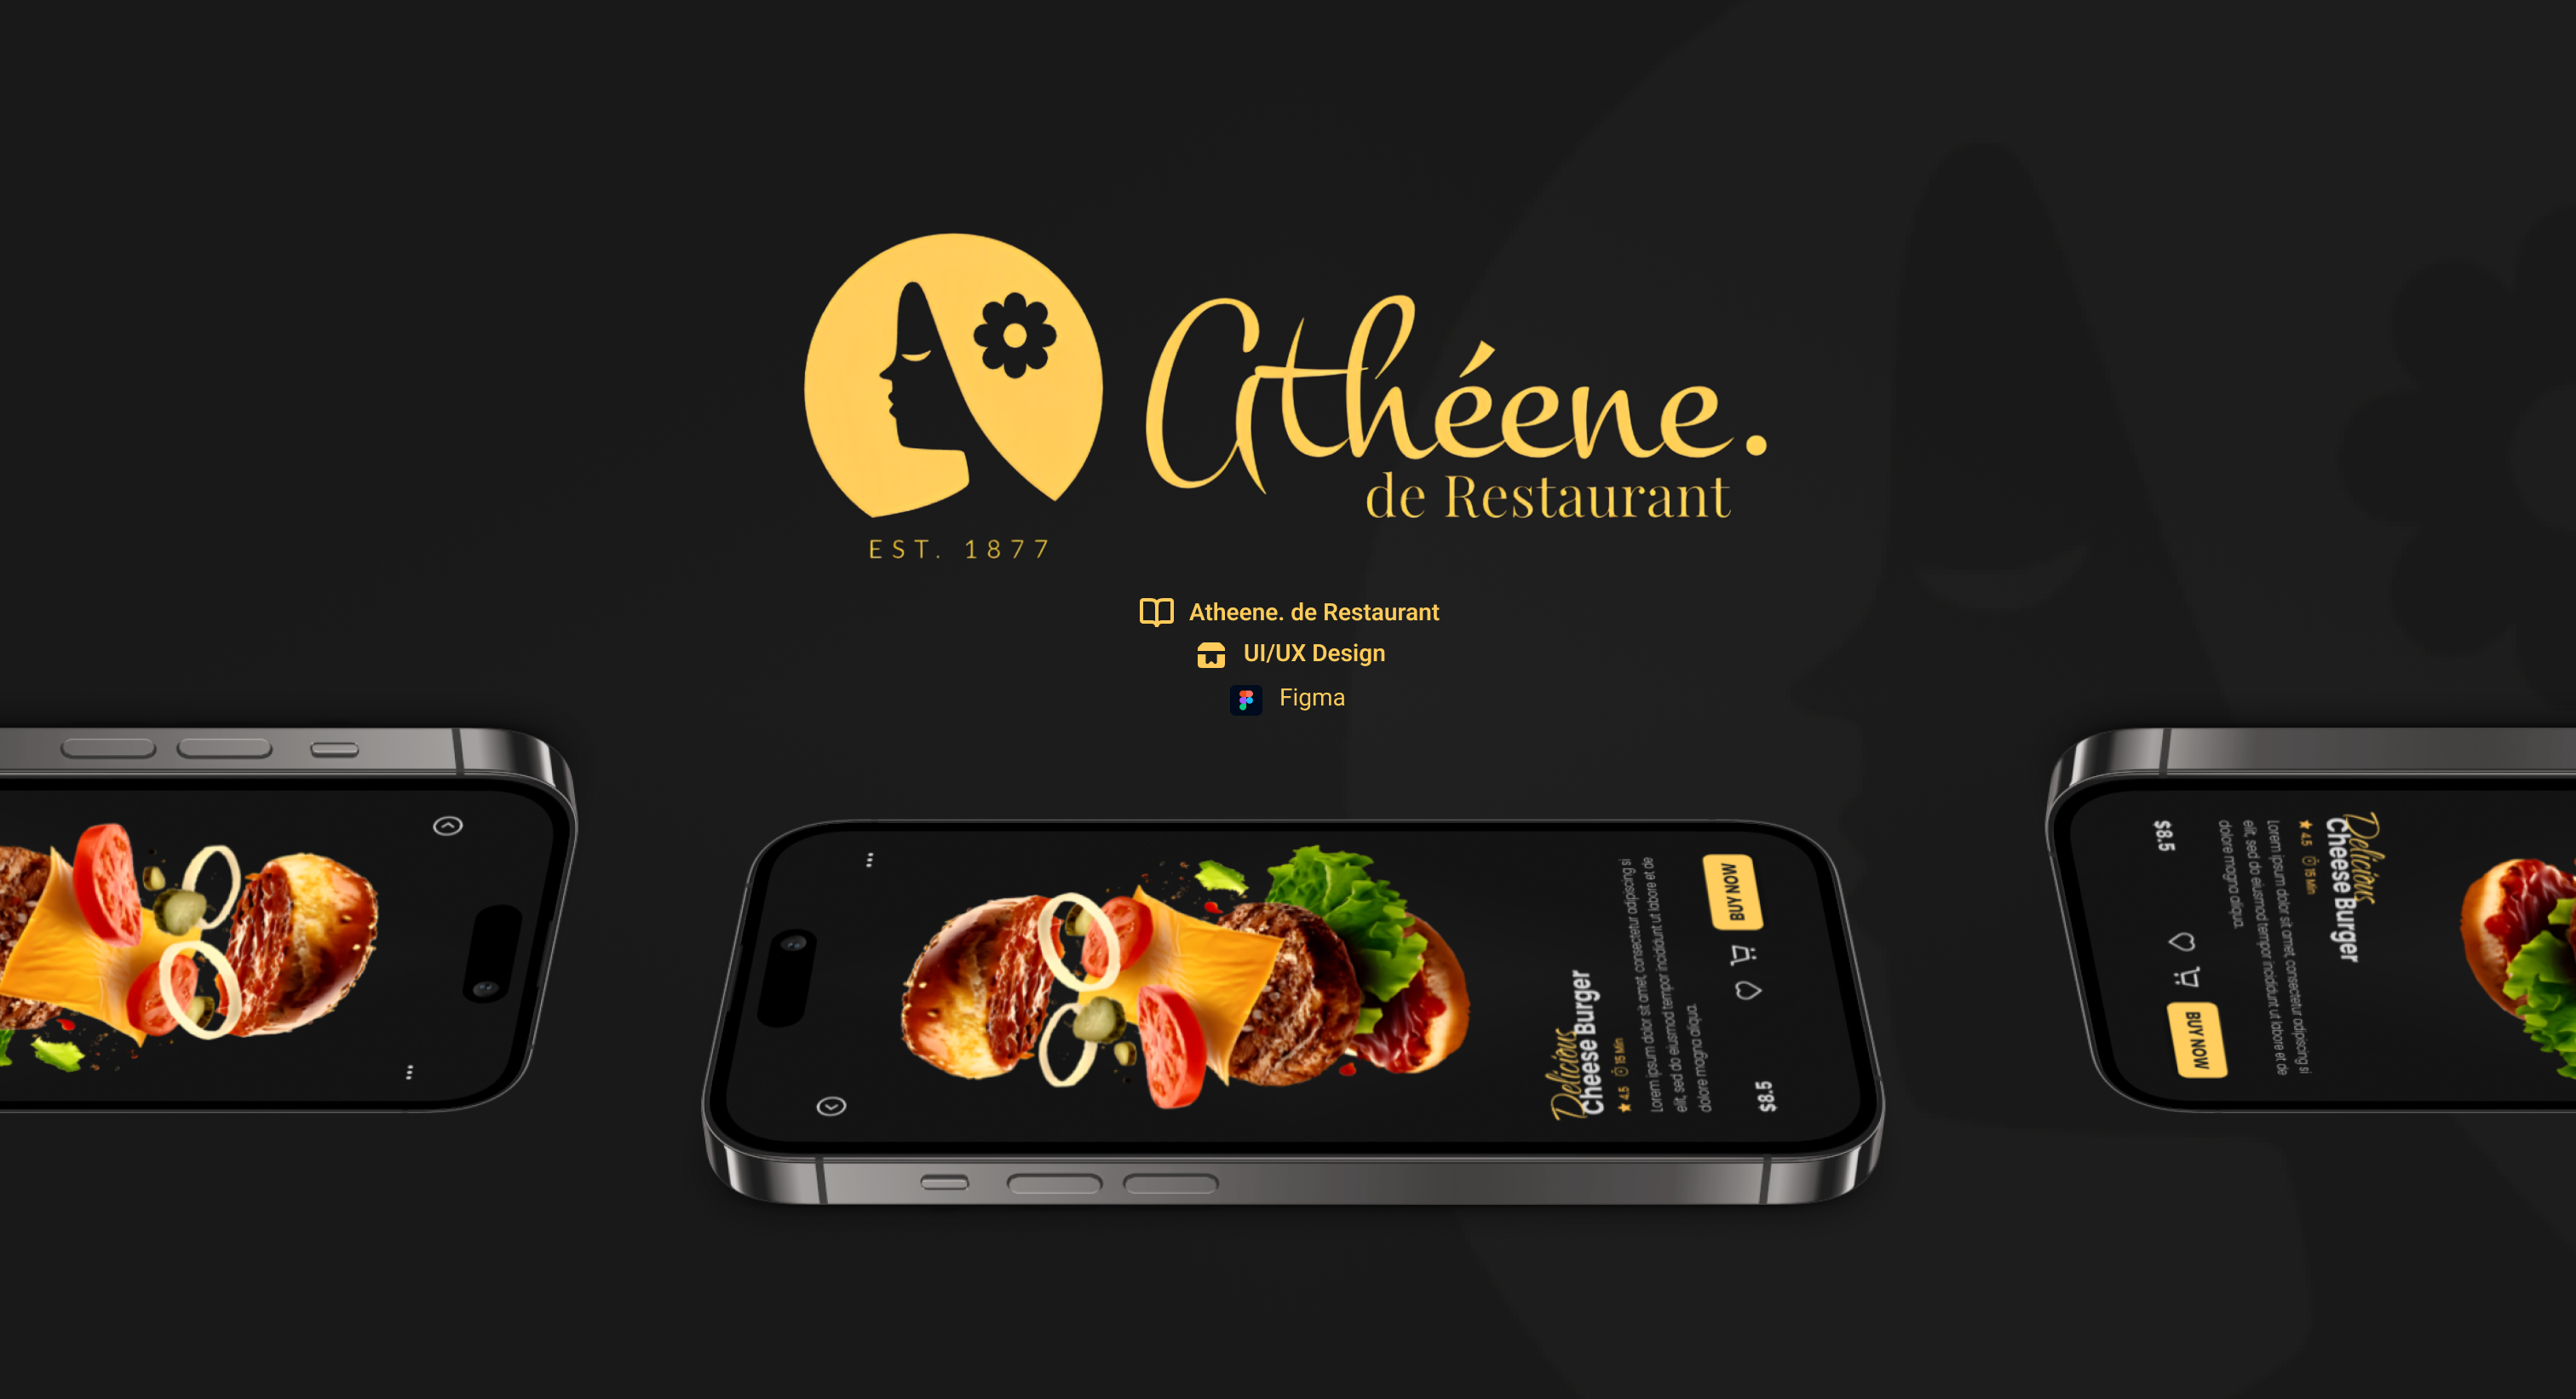 Athéene.
de Restaurant
EST. 1877
Atheene. de Restaurant
UI/UX Design
Figma
Delicious
Cheese Burger
4.5 15 Min
Lorem ipsum dolor sit amet, consectetur adipiscing si
elit, sed do eiusmod tempor incididunt ut labore et de
dolore magna aliqua.
$8.5
BUY NOW
Delicious
Cheese Burger
4.5 15 Min
Lorem ipsum dolor sit amet, consectetur adipiscing si
elit, sed do eiusmod tempor incididunt ut labore et de
dolore magna aliqua.
$8.5
BUY NOW